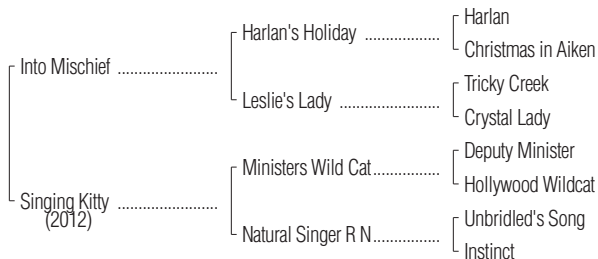 Harlan
Harlan's Holiday ..................
Christmas in Aiken
Into Mischief ........................
Tricky Creek
Leslie's Lady ........................
Crystal Lady
Deputy Minister
Ministers Wild Cat................
Hollywood Wildcat
Singing Kitty ........................
(2012)
Unbridled's Song
Natural Singer R N................
Instinct